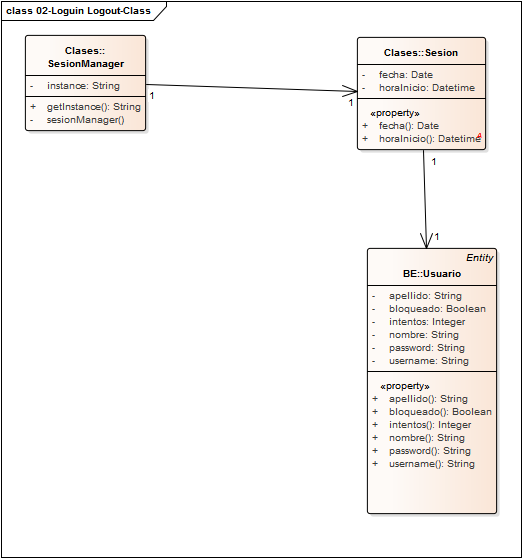 class 02-Loguin Logout-Class
Clases::
SesionManager
- instance: String
+ getInstance(): String
- sesionManager()
1
1
Clases::Sesion
- fecha: Date
- horaInicio: Datetime
«property»
+ fecha(): Date
+ horaInicio(): Datetime
1
1
Entity
BE::Usuario
- apellido: String
- bloqueado: Boolean
- intentos: Integer
- nombre: String
- password: String
- username: String
«property»
+ apellido(): String
+ bloqueado(): Boolean
+ intentos(): Integer
+ nombre(): String
+ password(): String
+ username(): String